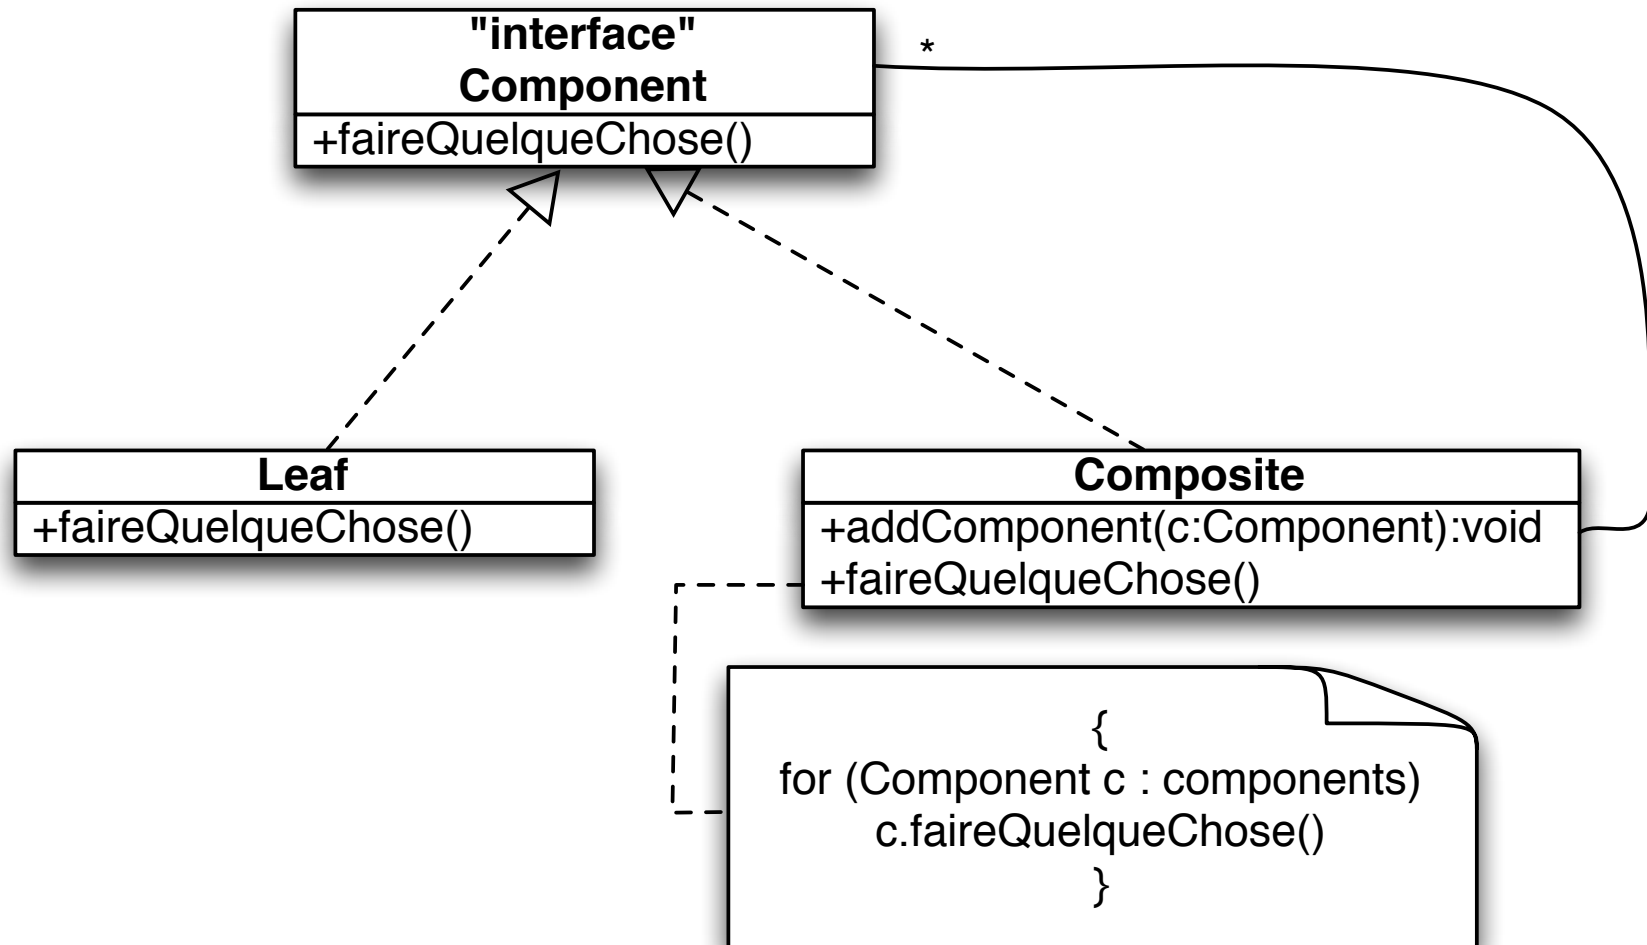 "interface"
Component
+faireQuelqueChose()
*
Leaf
+faireQuelqueChose()
Composite
+addComponent(c:Component):void
+faireQuelqueChose()
{
for (Component c : components)
c.faireQuelqueChose()
}